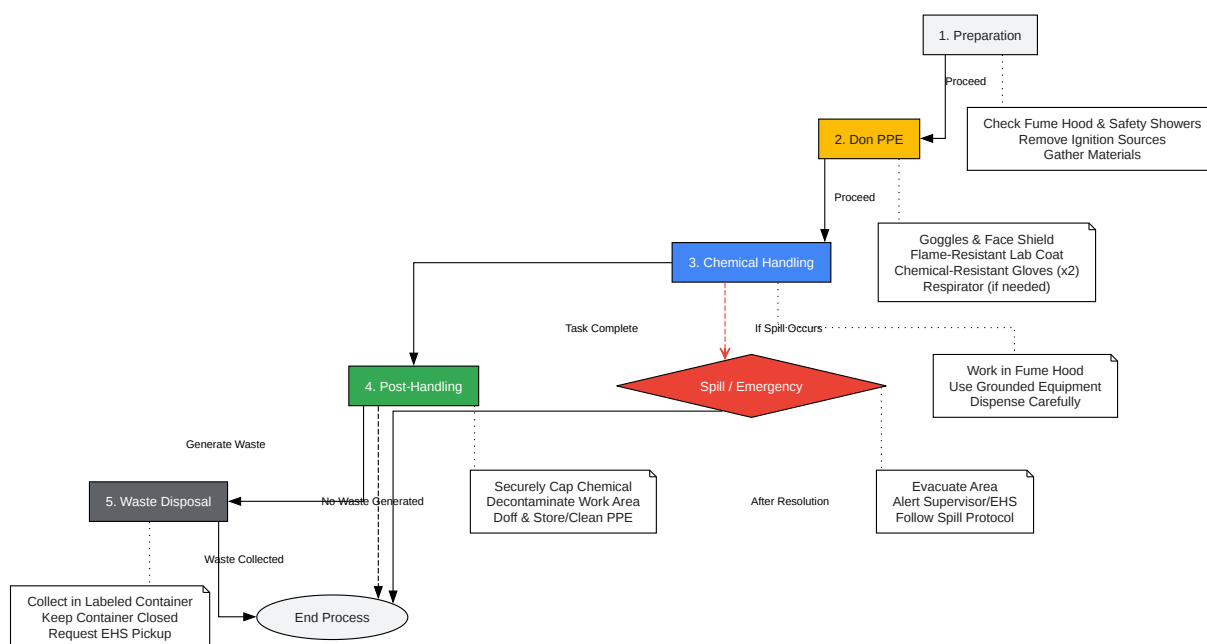 1. Preparation
Proceed
Check Fume Hood & Safety Showers
Remove Ignition Sources
Gather Materials
2. Don PPE
Proceed
Goggles & Face Shield
Flame-Resistant Lab Coat
Chemical-Resistant Gloves (x2)
Respirator (if needed)
3. Chemical Handling
Task Complete
If Spill Occurs
Work in Fume Hood
Use Grounded Equipment
Dispense Carefully
4. Post-Handling
Spill / Emergency
Generate Waste
Securely Cap Chemical
Decontaminate Work Area
Doff & Store/Clean PPE
Evacuate Area
Alert Supervisor/EHS
Follow Spill Protocol
5. Waste Disposal
No Waste Generated
After Resolution
Waste Collected
Collect in Labeled Container
Keep Container Closed
Request EHS Pickup
End Process